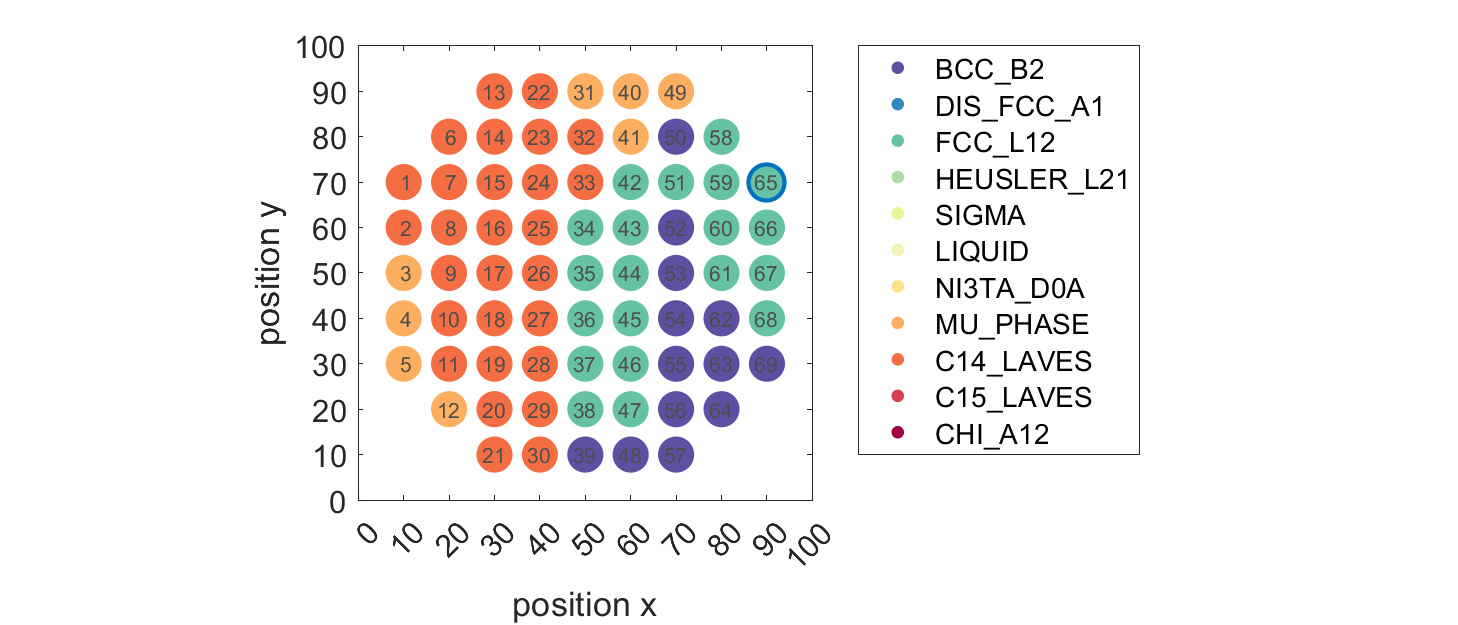 100
90
80
70
60
50
40
30
20
10
0
position y
13 22 31 40 49
6 14 23 32 41 50 58
1 7 15 24 33 42 51 59 65
2 8 16 25 34 43 52 60 66
3 9 17 26 35 44 53 61 67
4 10 18 27 36 45 54 62 68
5 11 19 28 37 46 55 63 69
12 20 29 38 47 56 64
21 30 39 48 57
0 10 20 30 40 50 60 70 80 90 100
position x
BCC_B2
DIS_FCC_A1
FCC_L12
HEUSLER_L21
SIGMA
LIQUID
NI3TA_D0A
MU_PHASE
C14_LAVES
C15_LAVES
CHI_A12